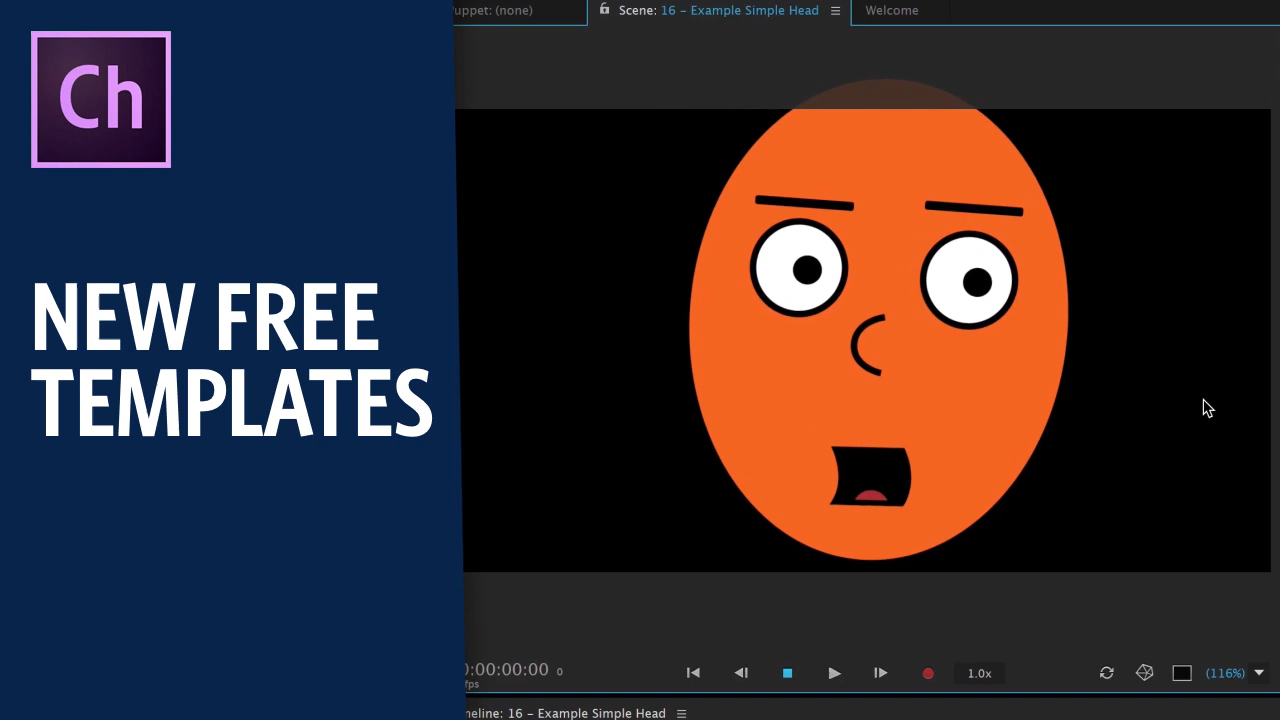 Ch
NEW FREE
TEMPLATES
uppet: (none)
Scene: 16 – Example Simple Head
Welcome
0:00:00:00 0
fps
1.0x
(116%)
meline: 16 – Example Simple Head